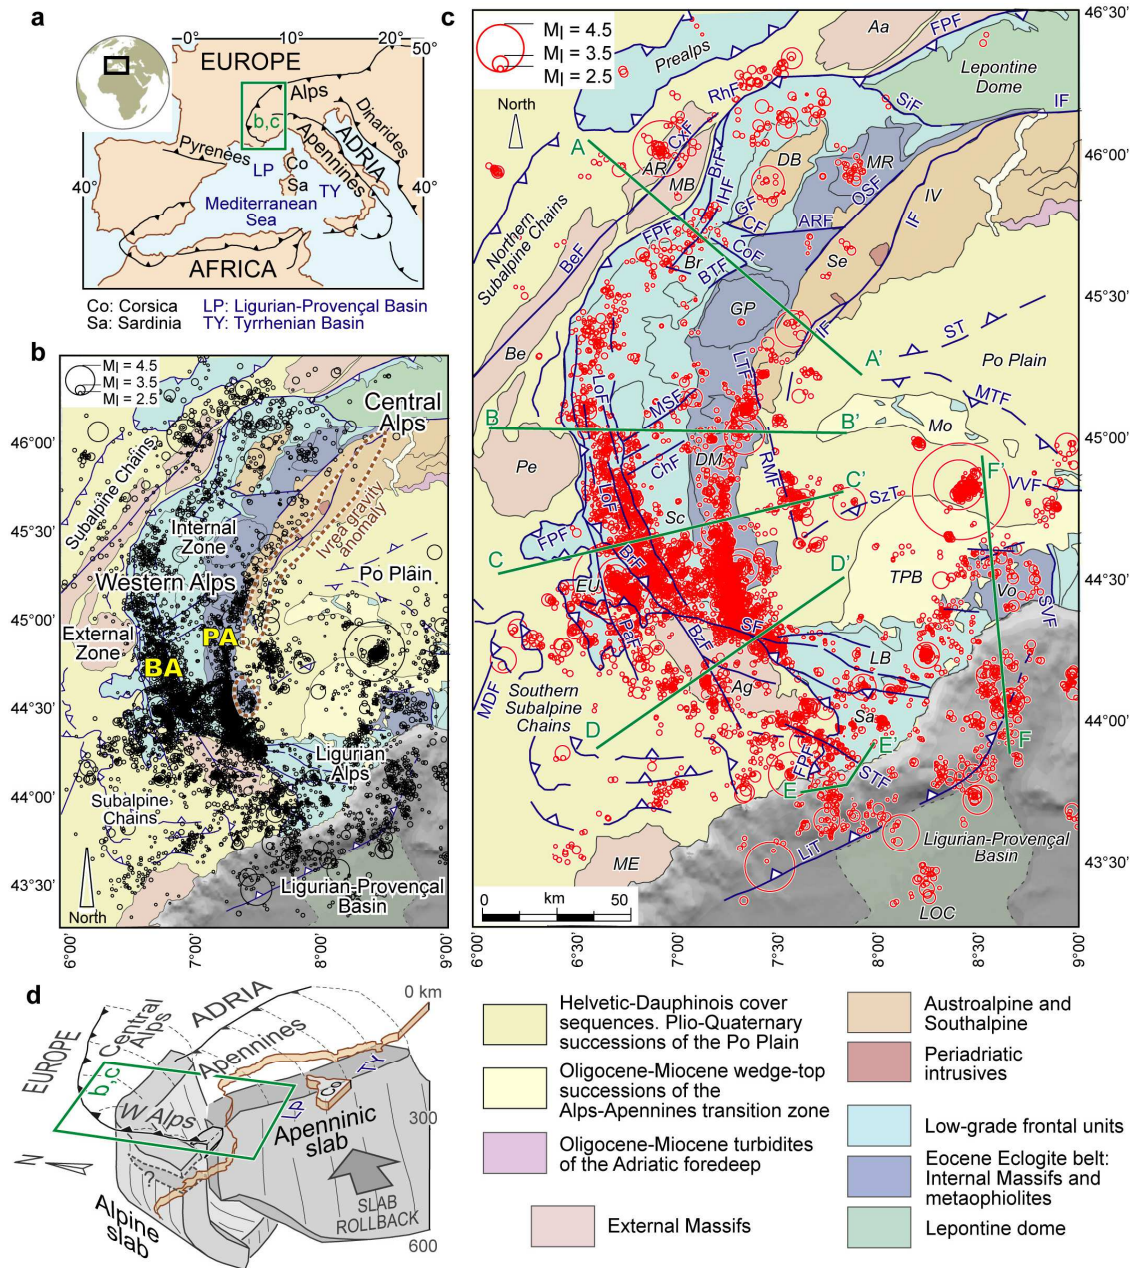 a
0°
10°
20°
50°
EUROPE
Alps
b,c
Dinarides
ADRIA
Apennines
Pyrenees
LP
Co
Sa
TY
40°
40°
Mediterranean
Sea
AFRICA
Co: Corsica
Sa: Sardinia
LP: Ligurian-Provençal Basin
TY: Tyrrhenian Basin
b
Ml = 4.5
Ml = 3.5
Ml = 2.5
Central
Alps
Subalpine Chains
Internal
Zone
Ivrea gravity
anomaly
Western Alps
Po Plain
External
Zone
PA
BA
Ligurian
Alps
Subalpine
Chains
Ligurian-Provençal
Basin
North
46°00'
45°30'
45°00'
44°30'
44°00'
43°30'
6°00'
7°00'
8°00'
9°00'
c
Ml = 4.5
Ml = 3.5
Ml = 2.5
North
Prealps
Aa
FPF
Lepontine
Dome
RhF
SiF
IF
CxF
A
AR
MB
BrF
DB
MR
OSF
IV
IHF
GF
CF
ARF
IF
Northern
Subalpine Chains
BeF
FPF
Br
CoF
BTF
Se
GP
IF
A'
ST
Po Plain
Be
LTF
MTF
LoF
MSF
B
B'
Mo
Pe
DM
ChF
RMF
C'
SzT
F'
VVF
LoF
Sc
FPF
C
BiF
D'
EU
TPB
Vo
SVF
PaF
SF
BzF
LB
MDF
Southern
Subalpine
Chains
Ag
D
Sa
E'
FPF
STF
E
F
ME
LiT
Ligurian-Provençal
Basin
LOC
0
km
50
46°30'
46°00'
45°30'
45°00'
44°30'
44°00'
43°30'
6°00'
6°30'
7°00'
7°30'
8°00'
8°30'
9°00'
d
0 km
ADRIA
Central
Alps
EUROPE
Apennines
TY
b,c
W Alps
LP
Co
300
Apenninic
slab
N
?
SLAB
ROLLBACK
Alpine
slab
600
Helvetic-Dauphinois cover
sequences. Plio-Quaternary
successions of the Po Plain
Oligocene-Miocene wedge-top
successions of the
Alps-Apennines transition zone
Oligocene-Miocene turbidites
of the Adriatic foredeep
External Massifs
Austroalpine and
Southalpine
Periadriatic
intrusives
Low-grade frontal units
Eocene Eclogite belt:
Internal Massifs and
metaophiolites
Lepontine dome